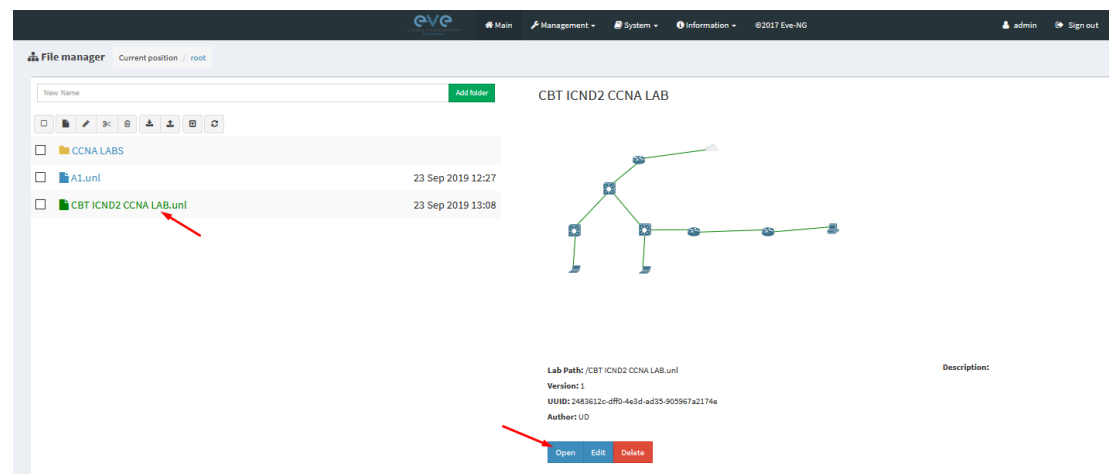 eve
Main
Management
System
Information
©2017 Eve-NG
admin
Sign out
File manager
Current position / root
New Name
Add folder
CCNA LABS
A1.unl
23 Sep 2019 12:27
CBT ICND2 CCNA LAB.unl
23 Sep 2019 13:08
CBT ICND2 CCNA LAB
Lab Path: /CBT ICND2 CCNA LAB.unl
Version: 1
UUID: 2483612c-dff0-4e3d-ad35-905967a2174e
Author: UD
Description:
Open
Edit
Delete